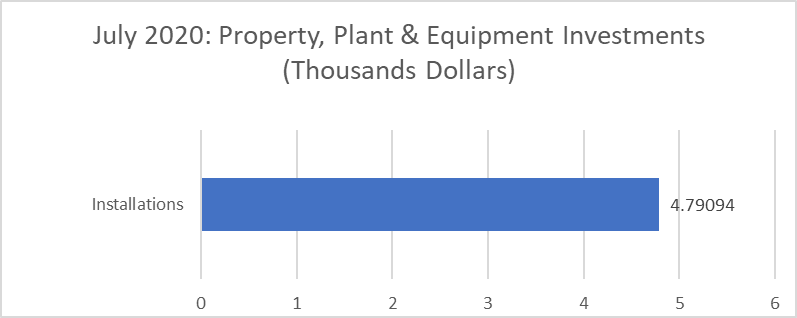 July 2020: Property, Plant & Equipment Investments
(Thousands Dollars)
Installations
4.79094
0 1 2 3 4 5 6